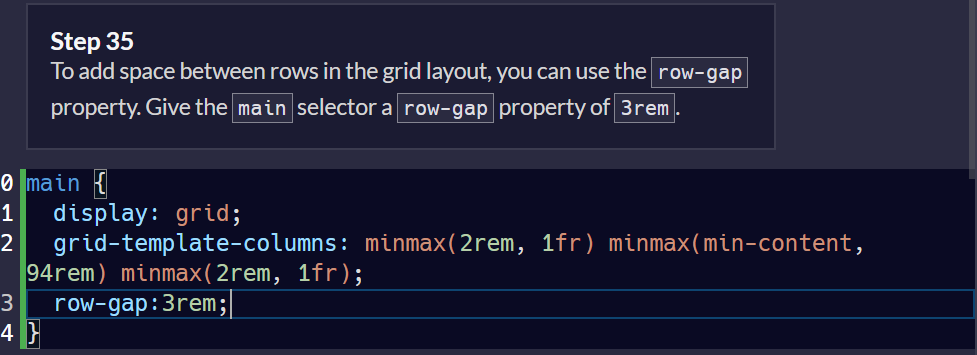 Step 35
To add space between rows in the grid layout, you can use the row-gap
property. Give the main selector a row-gap property of 3rem.
0 main {
1 display: grid;
2 grid-template-columns: minmax(2rem, 1fr) minmax(min-content,
94rem) minmax(2rem, 1fr);
3 row-gap:3rem;
4 }